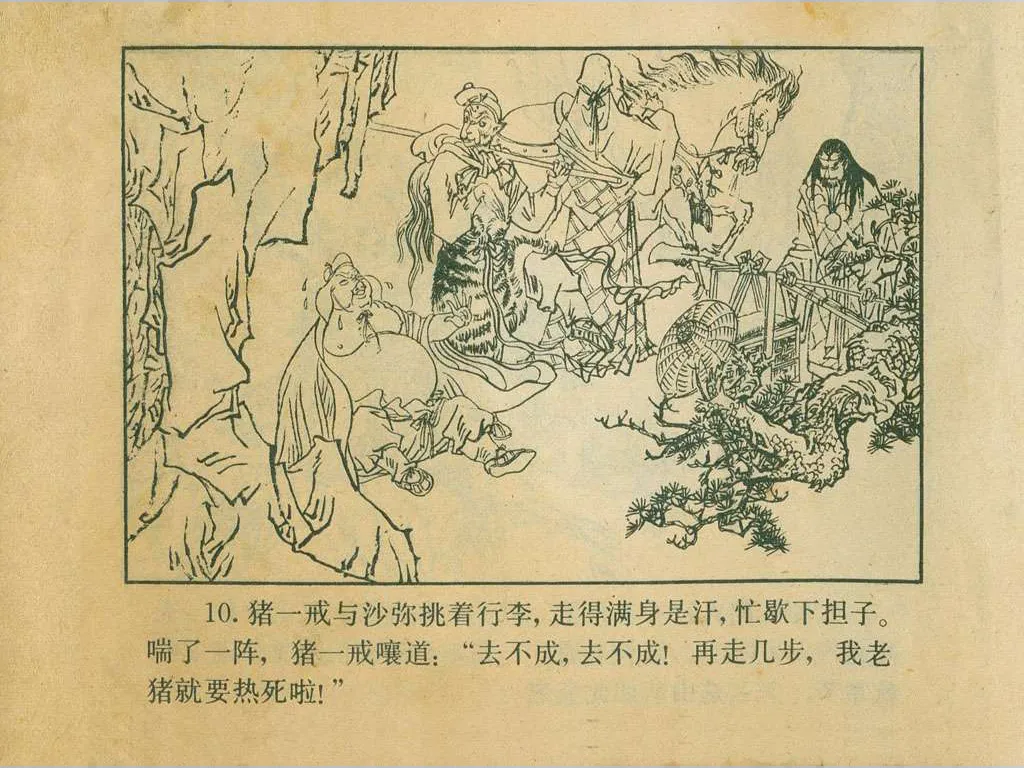 10. 猪一戒与沙弥挑着行李，走得满身是汗，忙歇下担子。
喘了一阵，猪一戒嚷道：“去不成，去不成！再走几步，我老
猪就要热死啦！”